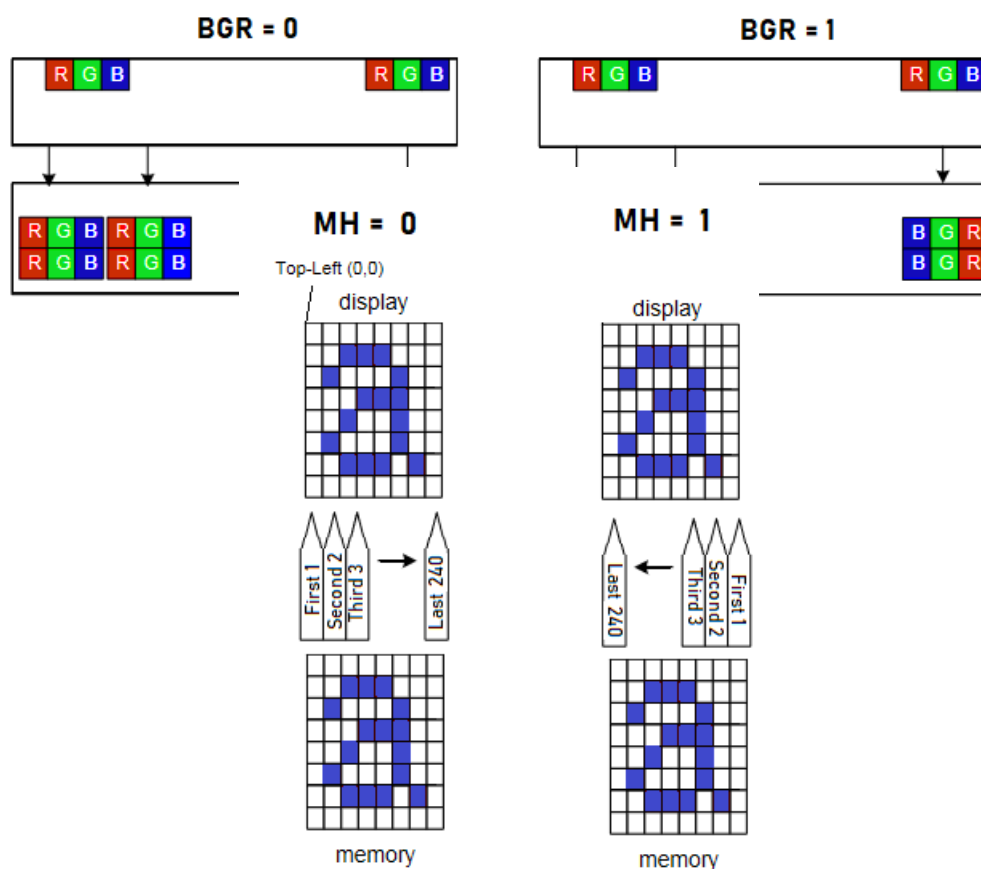 BGR = 0
BGR = 1
R G B R G B
R G B R G B
R G B R G B
R G B R G B
B G R
B G R
MH = 0
MH = 1
Top-Left (0,0)
display
display
First 1
Second 2
Third 3
Last 240
Last 240
Third 3
Second 2
First 1
memory
memory